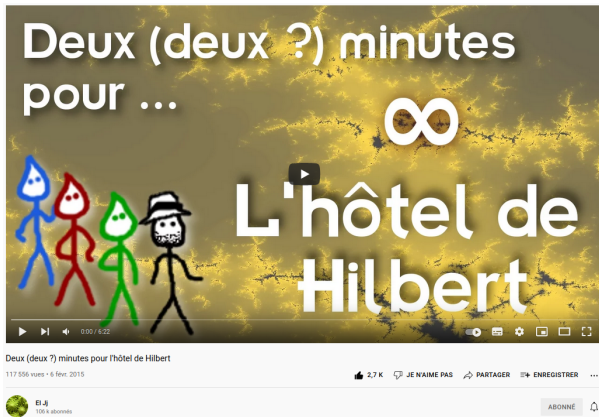 Deux (deux ?) minutes
pour ...
∞
L'hôtel de
Hilbert
0:00 / 6:22
Deux (deux ?) minutes pour l'hôtel de Hilbert
117 556 vues • 6 févr. 2015
2,7 K
JE N'AIME PAS
PARTAGER
ENREGISTRER
El Jj
106 k abonnés
ABONNÉ